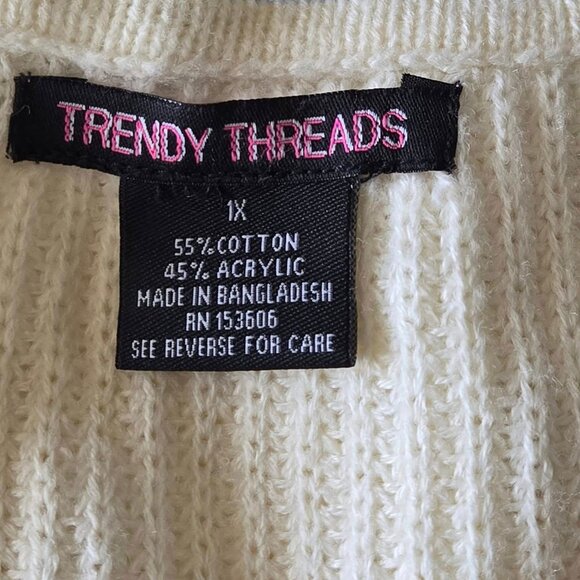 TRENDY THREADS
1X
55% COTTON
45% ACRYLIC
MADE IN BANGLADESH
RN 153606
SEE REVERSE FOR CARE